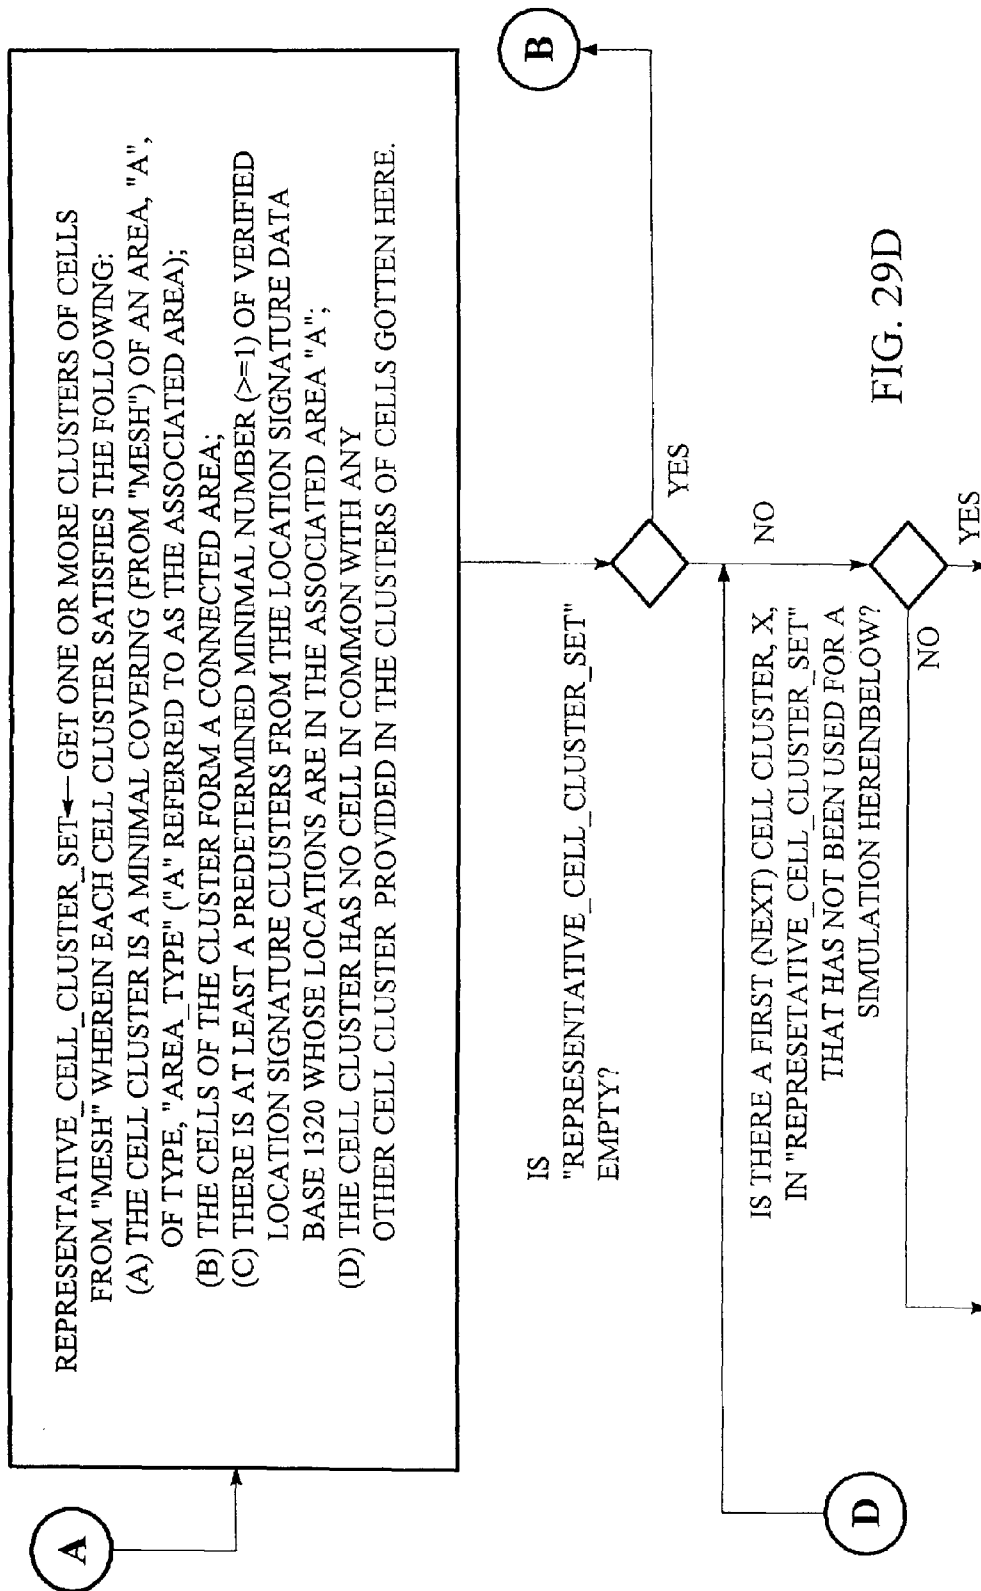 A
REPRESENTATIVE_CELL_CLUSTER_SET← GET ONE OR MORE CLUSTERS OF CELLS
FROM "MESH" WHEREIN EACH CELL CLUSTER SATISFIES THE FOLLOWING:
(A) THE CELL CLUSTER IS A MINIMAL COVERING (FROM "MESH") OF AN AREA, "A",
OF TYPE, "AREA_TYPE" ("A" REFERRED TO AS THE ASSOCIATED AREA);
(B) THE CELLS OF THE CLUSTER FORM A CONNECTED AREA;
(C) THERE IS AT LEAST A PREDETERMINED MINIMAL NUMBER (>=1) OF VERIFIED
LOCATION SIGNATURE CLUSTERS FROM THE LOCATION SIGNATURE DATA
BASE 1320 WHOSE LOCATIONS ARE IN THE ASSOCIATED AREA "A";
(D) THE CELL CLUSTER HAS NO CELL IN COMMON WITH ANY
OTHER CELL CLUSTER PROVIDED IN THE CLUSTERS OF CELLS GOTTEN HERE.
B
IS
"REPRESENTATIVE_CELL_CLUSTER_SET"
EMPTY?
YES
NO
D
IS THERE A FIRST (NEXT) CELL CLUSTER, X,
IN "REPRESETATIVE_CELL_CLUSTER_SET"
THAT HAS NOT BEEN USED FOR A
SIMULATION HEREINBELOW?
NO
YES
FIG. 29D